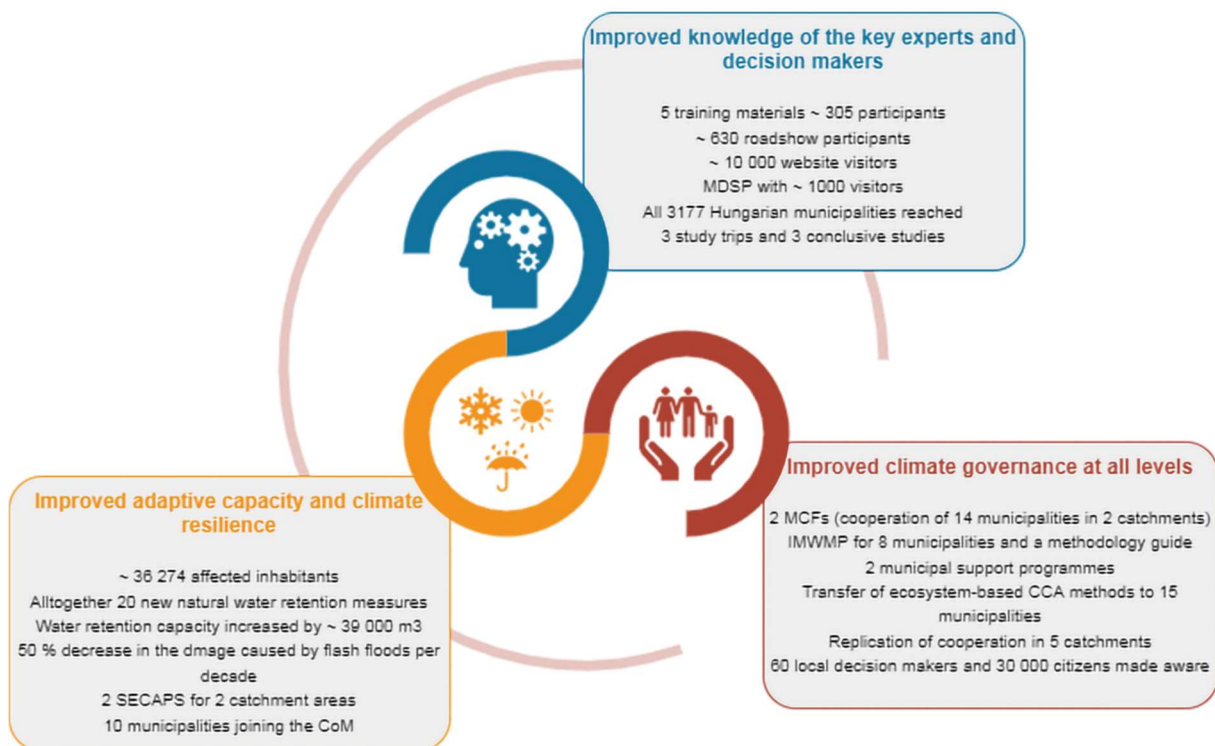 Improved knowledge of the key experts and
decision makers
5 training materials ~ 305 participants
~ 630 roadshow participants
~ 10 000 website visitors
MDSP with ~ 1000 visitors
All 3177 Hungarian municipalities reached
3 study trips and 3 conclusive studies
Improved climate governance at all levels
2 MCFs (cooperation of 14 municipalities in 2 catchments)
IMWMP for 8 municipalities and a methodology guide
2 municipal support programmes
Transfer of ecosystem-based CCA methods to 15
municipalities
Replication of cooperation in 5 catchments
60 local decision makers and 30 000 citizens made aware
Improved adaptive capacity and climate
resilience
~ 36 274 affected inhabitants
Alltogether 20 new natural water retention measures
Water retention capacity increased by ~ 39 000 m3
50 % decrease in the dmage caused by flash floods per
decade
2 SECAPS for 2 catchment areas
10 municipalities joining the CoM